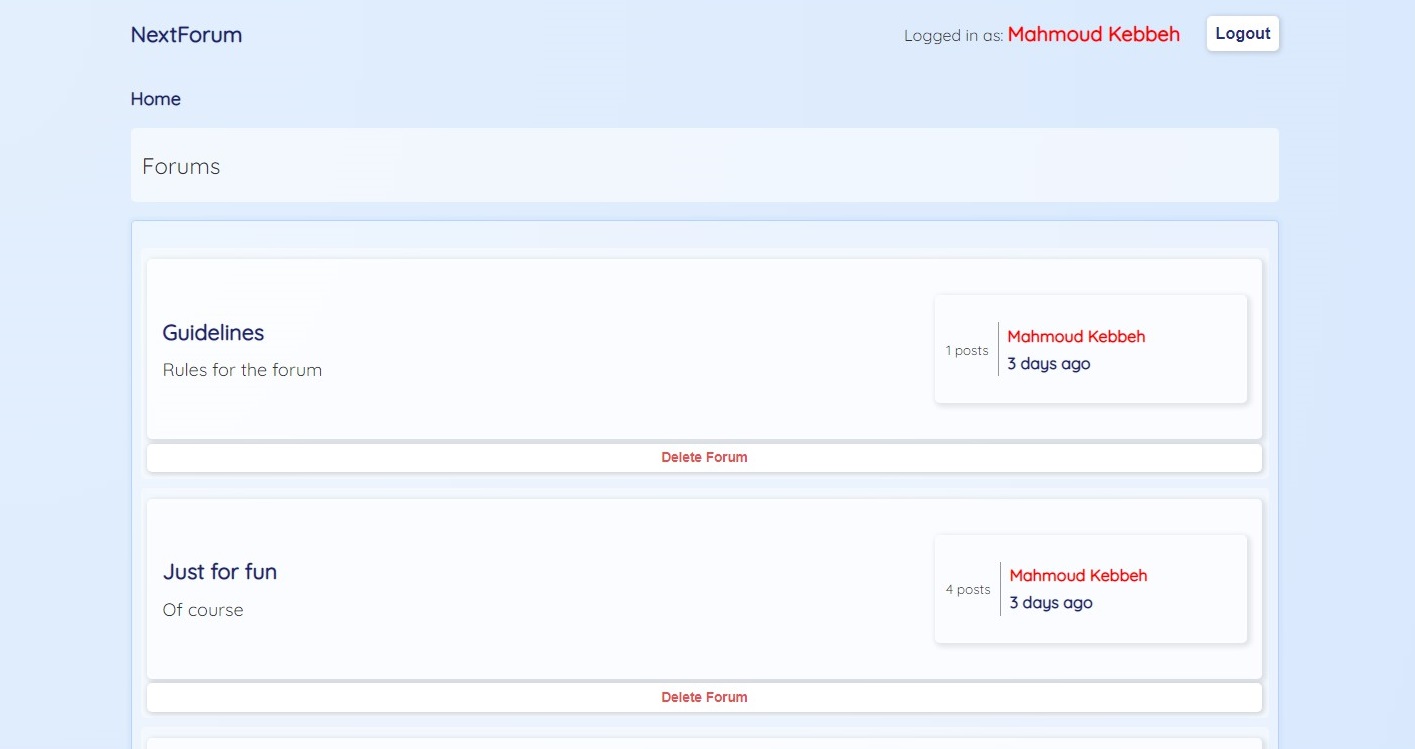 NextForum
Logged in as: Mahmoud Kebbeh
Logout
Home
Forums
Guidelines
Rules for the forum
1 posts
Mahmoud Kebbeh
3 days ago
Delete Forum
Just for fun
Of course
4 posts
Mahmoud Kebbeh
3 days ago
Delete Forum